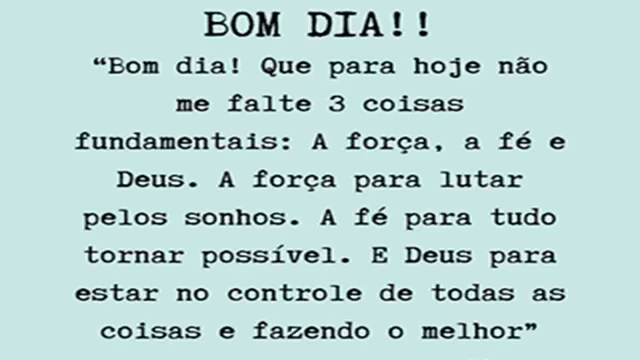 BOM DIA!!
“Bom dia! Que para hoje não
me falte 3 coisas
fundamentais: A força, a fé e
Deus. A força para lutar
pelos sonhos. A fé para tudo
tornar possível. E Deus para
estar no controle de todas as
coisas e fazendo o melhor”